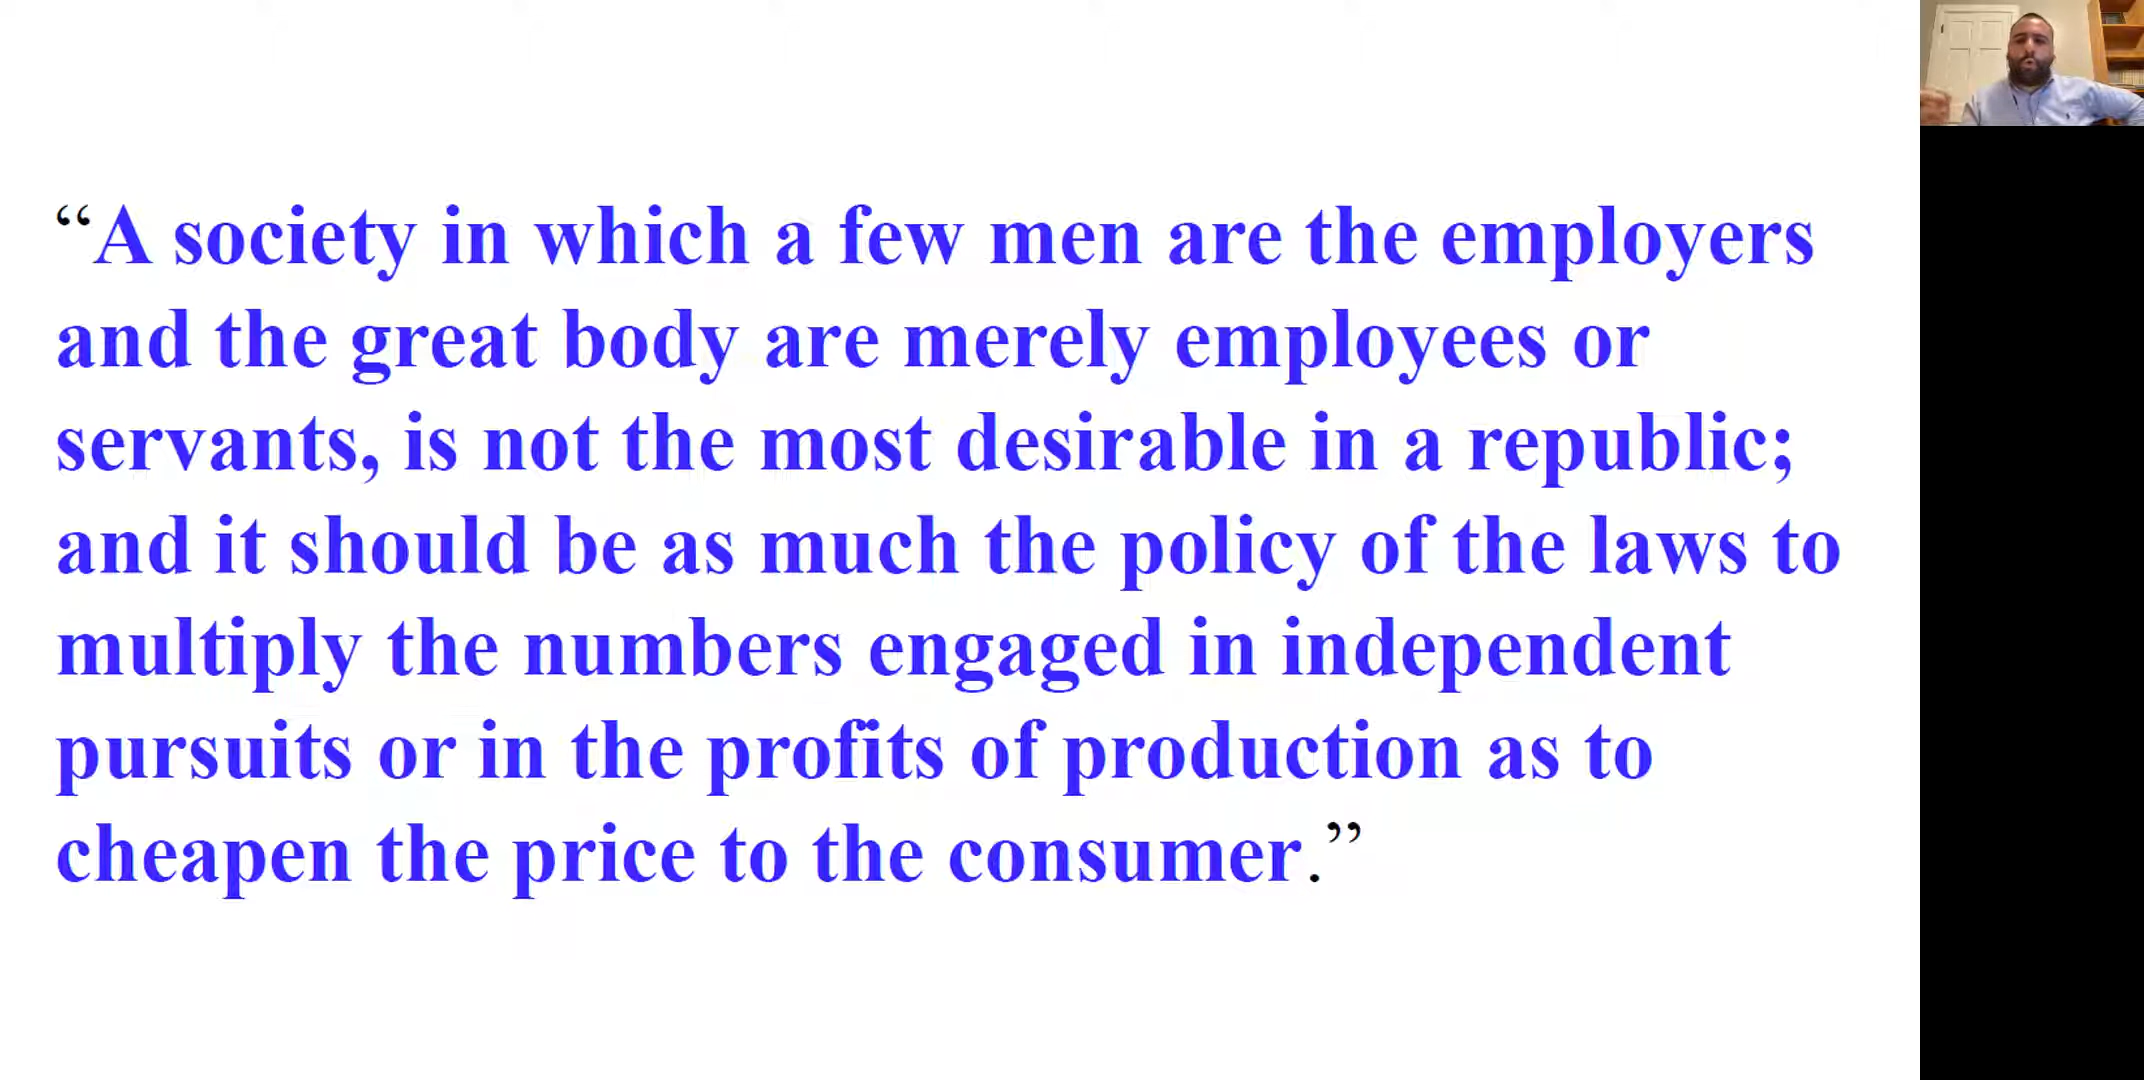 “A society in which a few men are the employers
and the great body are merely employees or
servants, is not the most desirable in a republic;
and it should be as much the policy of the laws to
multiply the numbers engaged in independent
pursuits or in the profits of production as to
cheapen the price to the consumer.”